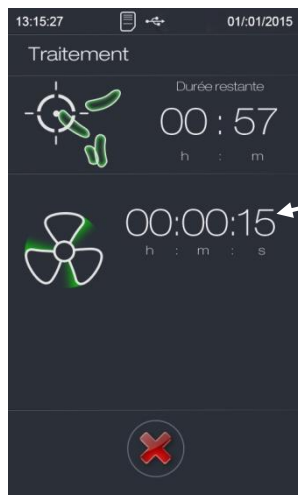 13:15:27 01/:01/2015
Traitement
Durée restante
00 : 57
h : m
00:00:15
h : m : s